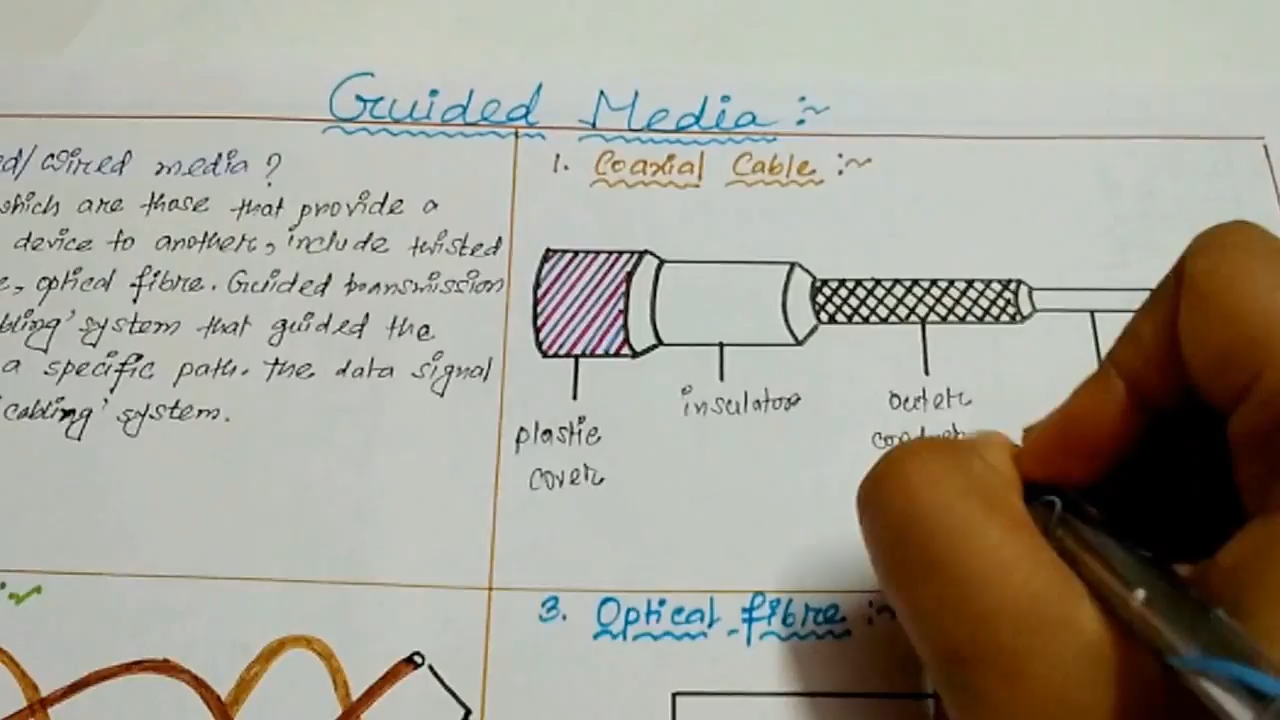 Guided Media :~
ed/wired media?
which are those that provide a
device to another, include twisted
e, optical fibre. Guided transmission
bling' system that guided the
a specific path. the data signal
'cabling' system.
1. Coaxial Cable :~
plastic
cover
insulator
outer
3. Optical fibre :~